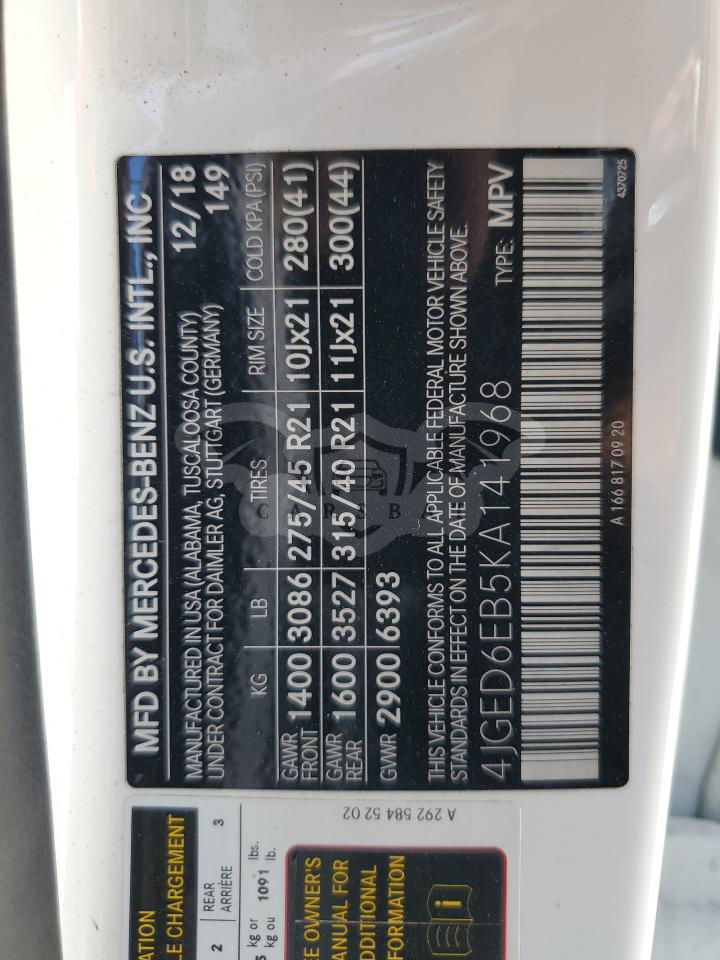 MFD BY MERCEDES-BENZ U.S. INTL., INC
MANUFACTURED IN USA (ALABAMA, TUSCALOOSA COUNTY) 12/18
UNDER CONTRACT FOR DAIMLER AG, STUTTGART (GERMANY) 149
KG LB TIRES RIM SIZE COLD KPA (PSI)
GAWR FRONT 1400 3086 275/45 R21 10Jx21 280(41)
GAWR REAR 1600 3527 315/40 R21 11Jx21 300(44)
GVWR 2900 6393
THIS VEHICLE CONFORMS TO ALL APPLICABLE FEDERAL MOTOR VEHICLE SAFETY
STANDARDS IN EFFECT ON THE DATE OF MANUFACTURE SHOWN ABOVE.
4JGED6EB5KA141968 TYPE: MPV
A 166 817 09 20 4370725
CARSBA
A 292 584 52 02
CHARGEMENT
2 REAR 3
ARRIÈRE
kg or 1091 lbs.
kg ou lb.
OWNER'S
MANUAL FOR